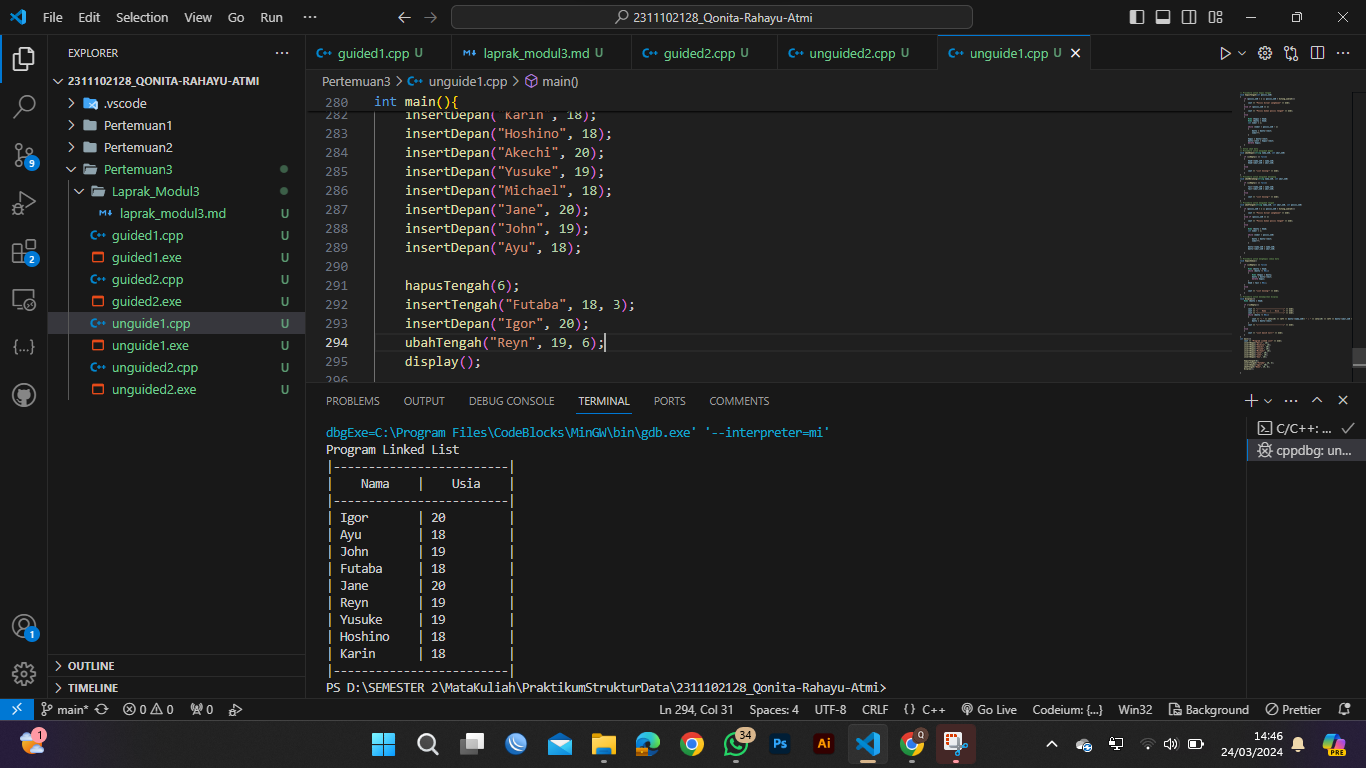 File Edit Selection View Go Run ··· 2311102128_Qonita-Rahayu-Atmi
EXPLORER
2311102128_QONITA-RAHAYU-ATMI
.vscode
Pertemuan1
Pertemuan2
Pertemuan3
Laprak_Modul3
laprak_modul3.md U
guided1.cpp U
guided1.exe U
guided2.cpp U
guided2.exe U
unguide1.cpp U
unguide1.exe U
unguided2.cpp U
unguided2.exe U
OUTLINE
TIMELINE
9
2
1
guided1.cpp U laprak_modul3.md U guided2.cpp U unguided2.cpp U unguide1.cpp U
Pertemuan3 > unguide1.cpp > main()
280 int main(){
282 insertDepan("Karin", 18);
283 insertDepan("Hoshino", 18);
284 insertDepan("Akechi", 20);
285 insertDepan("Yusuke", 19);
286 insertDepan("Michael", 18);
287 insertDepan("Jane", 20);
288 insertDepan("John", 19);
289 insertDepan("Ayu", 18);
290
291 hapusTengah(6);
292 insertTengah("Futaba", 18, 3);
293 insertDepan("Igor", 20);
294 ubahTengah("Reyn", 19, 6);
295 display();
296
PROBLEMS OUTPUT DEBUG CONSOLE TERMINAL PORTS COMMENTS
dbgExe=C:\Program Files\CodeBlocks\MinGW\bin\gdb.exe' '--interpreter=mi'
Program Linked List
|-------------------------|
| Nama | Usia |
|-------------------------|
| Igor | 20 |
| Ayu | 18 |
| John | 19 |
| Futaba | 18 |
| Jane | 20 |
| Reyn | 19 |
| Yusuke | 19 |
| Hoshino | 18 |
| Karin | 18 |
|-------------------------|
PS D:\SEMESTER 2\MataKuliah\PraktikumStrukturData\2311102128_Qonita-Rahayu-Atmi>
C/C++: ...
cppdbg: un...
main* 0 0 0 Ln 294, Col 31 Spaces: 4 UTF-8 CRLF {} C++ Go Live Codeium: {...} Win32 Background Prettier
1 34 Ps Ai Q 14:46
24/03/2024
PRE